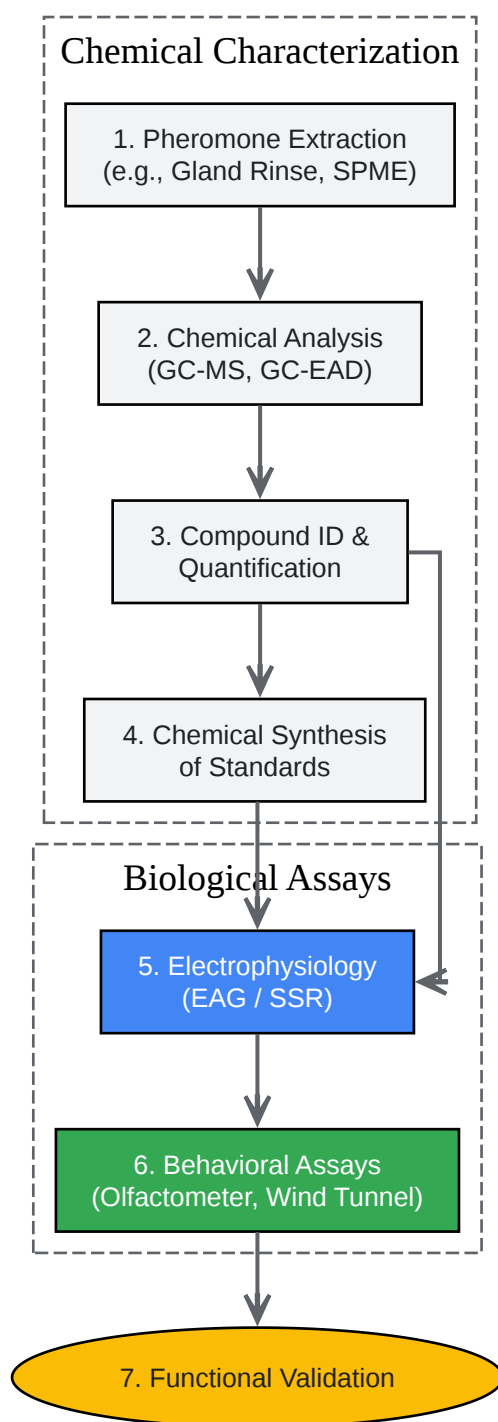 Chemical Characterization
1. Pheromone Extraction
(e.g., Gland Rinse, SPME)
2. Chemical Analysis
(GC-MS, GC-EAD)
3. Compound ID &
Quantification
4. Chemical Synthesis
of Standards
Biological Assays
5. Electrophysiology
(EAG / SSR)
6. Behavioral Assays
(Olfactometer, Wind Tunnel)
7. Functional Validation